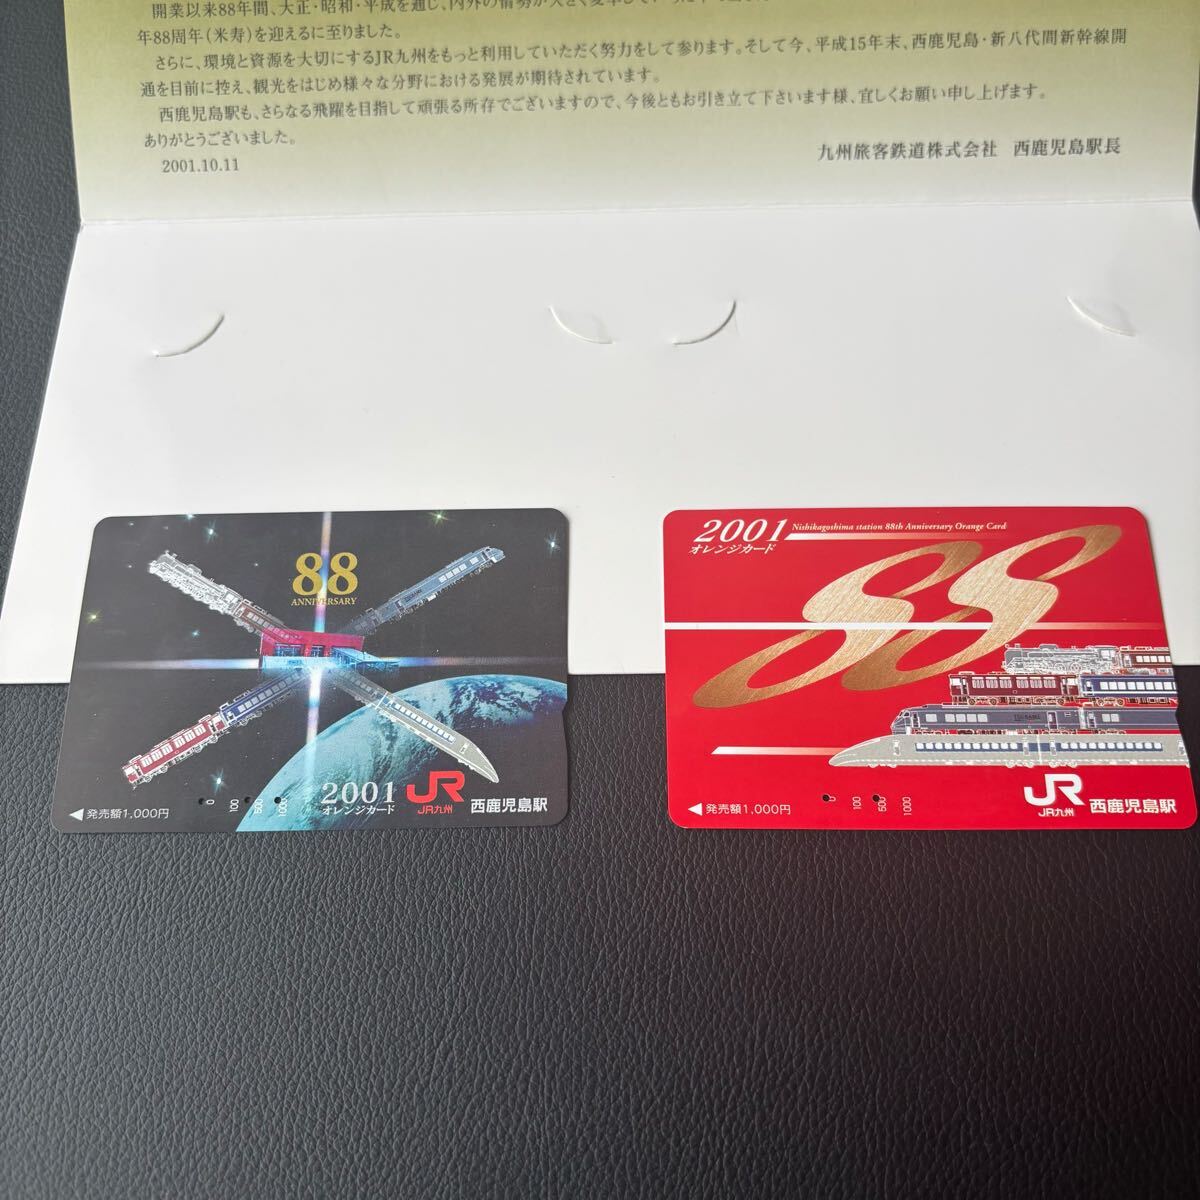 開業以来88年間、大正・昭和・平成を通し、内外の情勢が大きく変革して
年88周年(米寿)を迎えるに至りました。
さらに、環境と資源を大切にするJR九州をもっと利用していただく努力をして参ります。そして今、平成15年末、西鹿児島・新八代間新幹線開
通を目前に控え、観光をはじめ様々な分野における発展が期待されています。
西鹿児島駅も、さらなる飛躍を目指して頑張る所存でございますので、今後ともお引き立て下さいます様、宜しくお願い申し上げます。
ありがとうございました。
2001.10.11
九州旅客鉄道株式会社 西鹿児島駅長
88
ANNIVERSARY
2001
オレンジカード
JR
JR九州
西鹿児島駅
◀発売額1,000円
0 100 500 1000
2001
Nishikagoshima station 88th Anniversary Orange Card
オレンジカード
88
TSUBAME
◀発売額1,000円
0 100 500 1000
JR
JR九州
西鹿児島駅